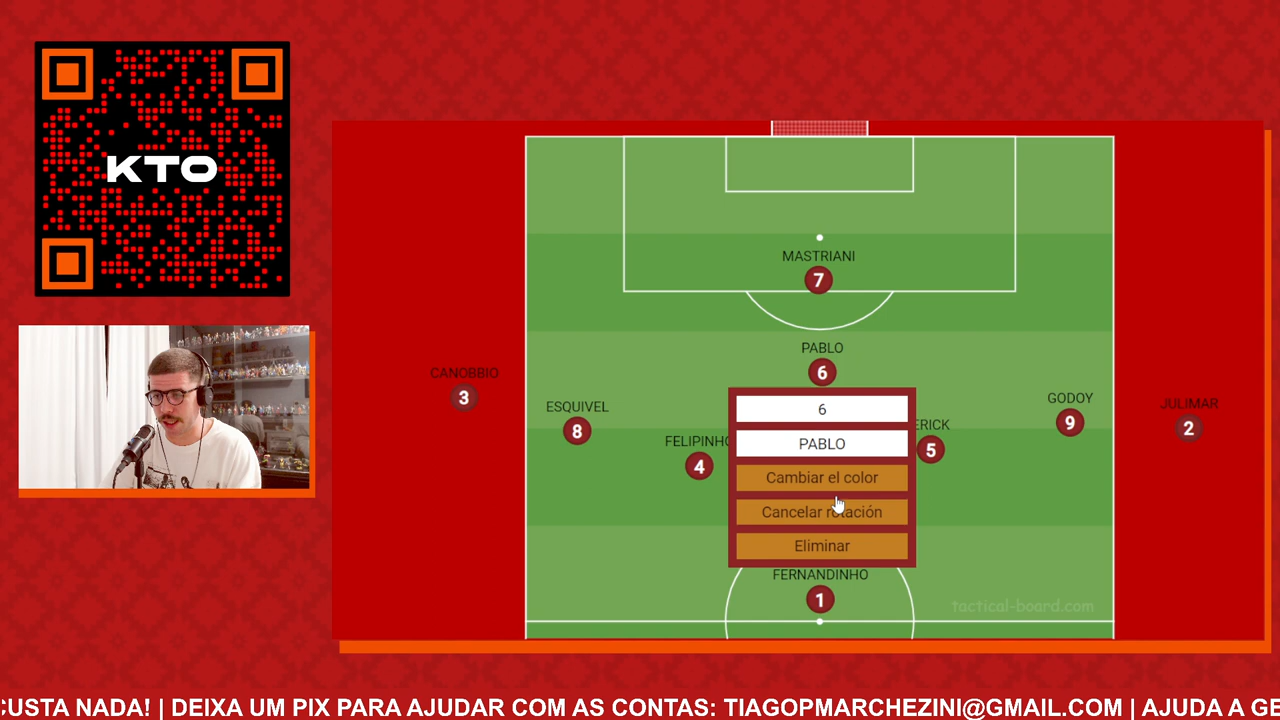 KTO
MASTRIANI
7
PABLO
6
CANOBBIO
3
ESQUIVEL
8
GODOY
9
JULIMAR
2
FELIPINHO
4
ERICK
5
6
PABLO
Cambiar el color
Cancelar rotación
Eliminar
FERNANDINHO
1
tactical-board.com
CUSTA NADA! | DEIXA UM PIX PARA AJUDAR COM AS CONTAS: TIAGOPMARCHEZINI@GMAIL.COM | AJUDA A GE